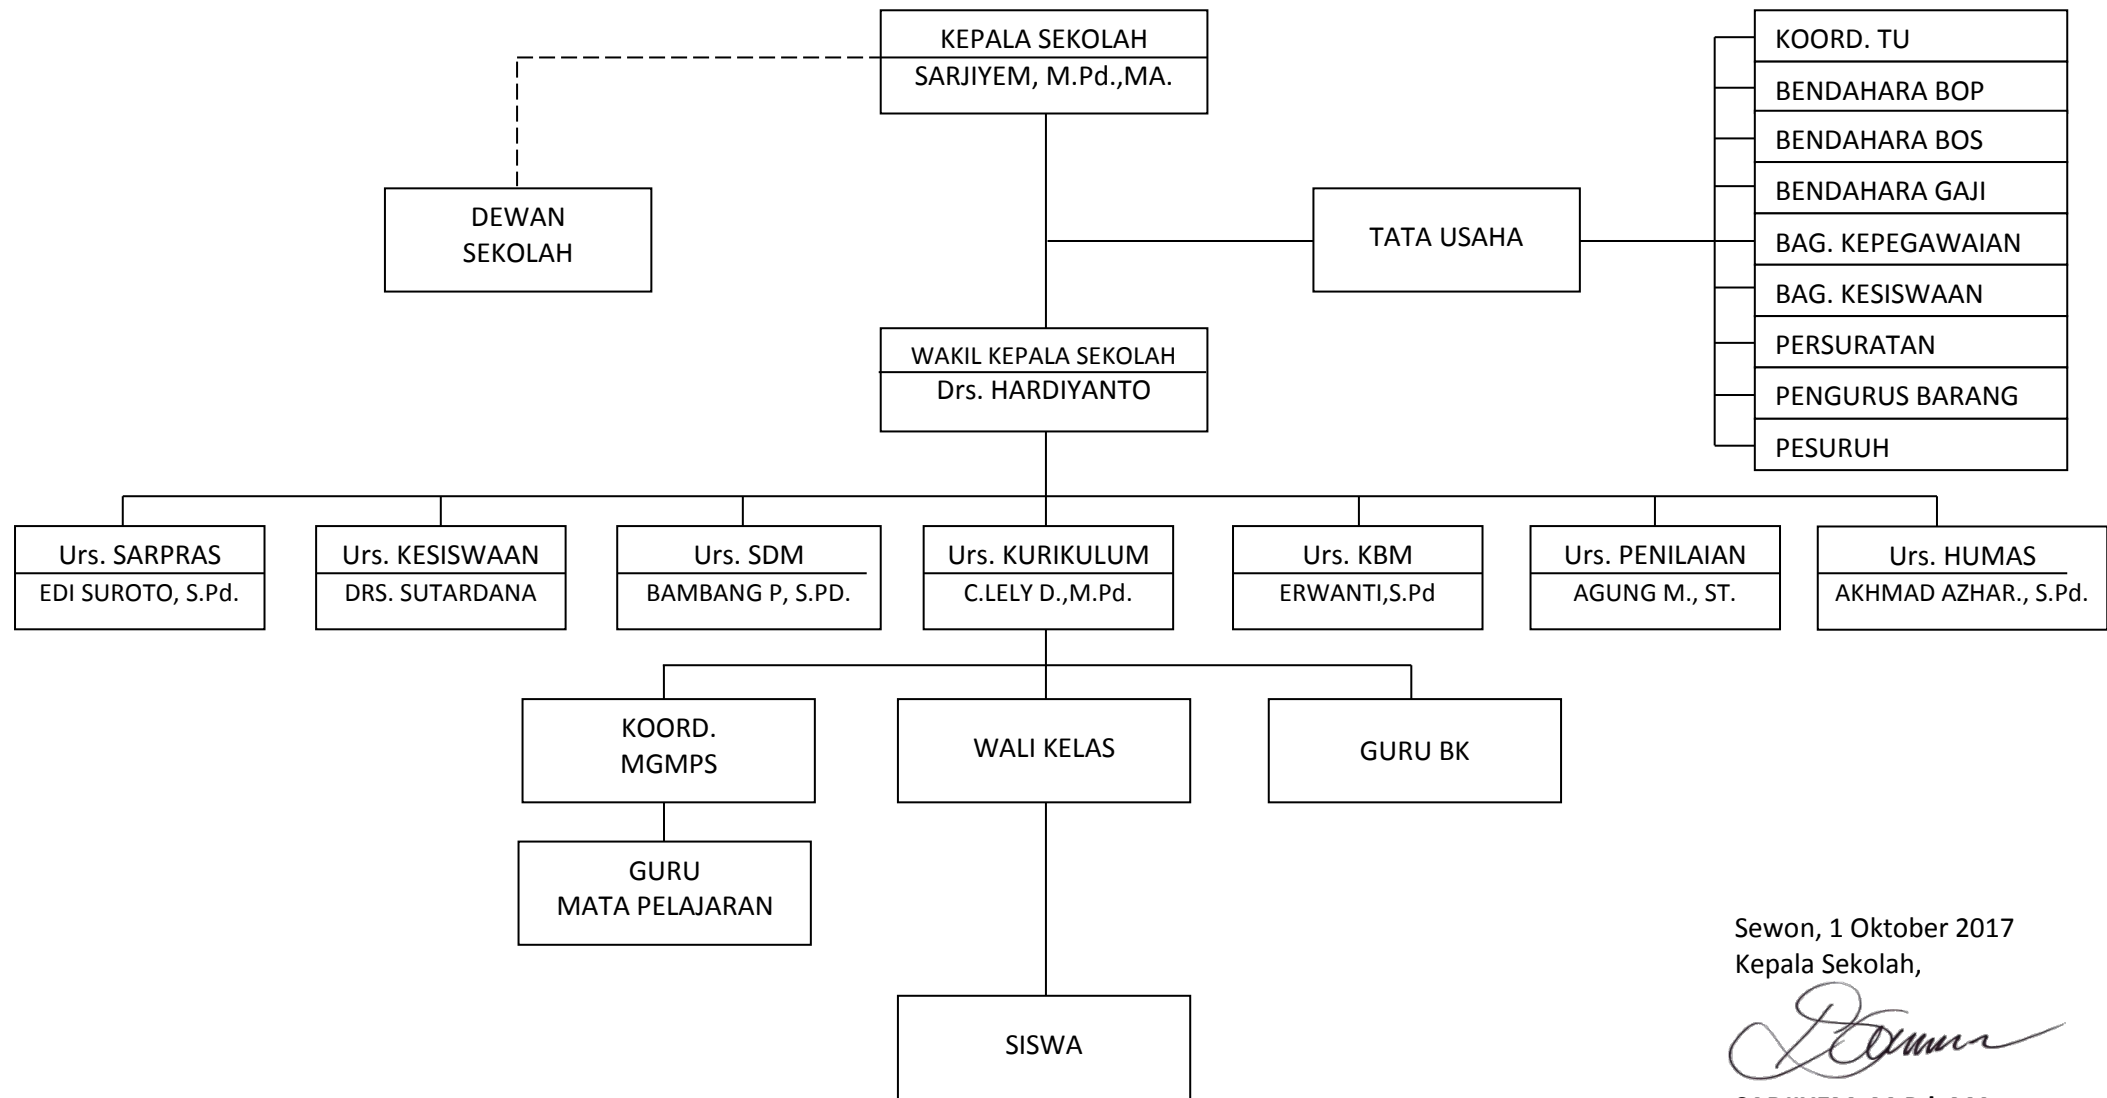 KEPALA SEKOLAH
SARJIYEM, M.Pd.,MA.
KOORD. TU
BENDAHARA BOP
BENDAHARA BOS
BENDAHARA GAJI
BAG. KEPEGAWAIAN
BAG. KESISWAAN
PERSURATAN
PENGURUS BARANG
PESURUH
DEWAN
SEKOLAH
TATA USAHA
WAKIL KEPALA SEKOLAH
Drs. HARDIYANTO
Urs. SARPRAS
EDI SUROTO, S.Pd.
Urs. KESISWAAN
DRS. SUTARDANA
Urs. SDM
BAMBANG P, S.PD.
Urs. KURIKULUM
C.LELY D.,M.Pd.
Urs. KBM
ERWANTI,S.Pd
Urs. PENILAIAN
AGUNG M., ST.
Urs. HUMAS
AKHMAD AZHAR., S.Pd.
KOORD.
MGMPS
WALI KELAS
GURU BK
GURU
MATA PELAJARAN
SISWA
Sewon, 1 Oktober 2017
Kepala Sekolah,